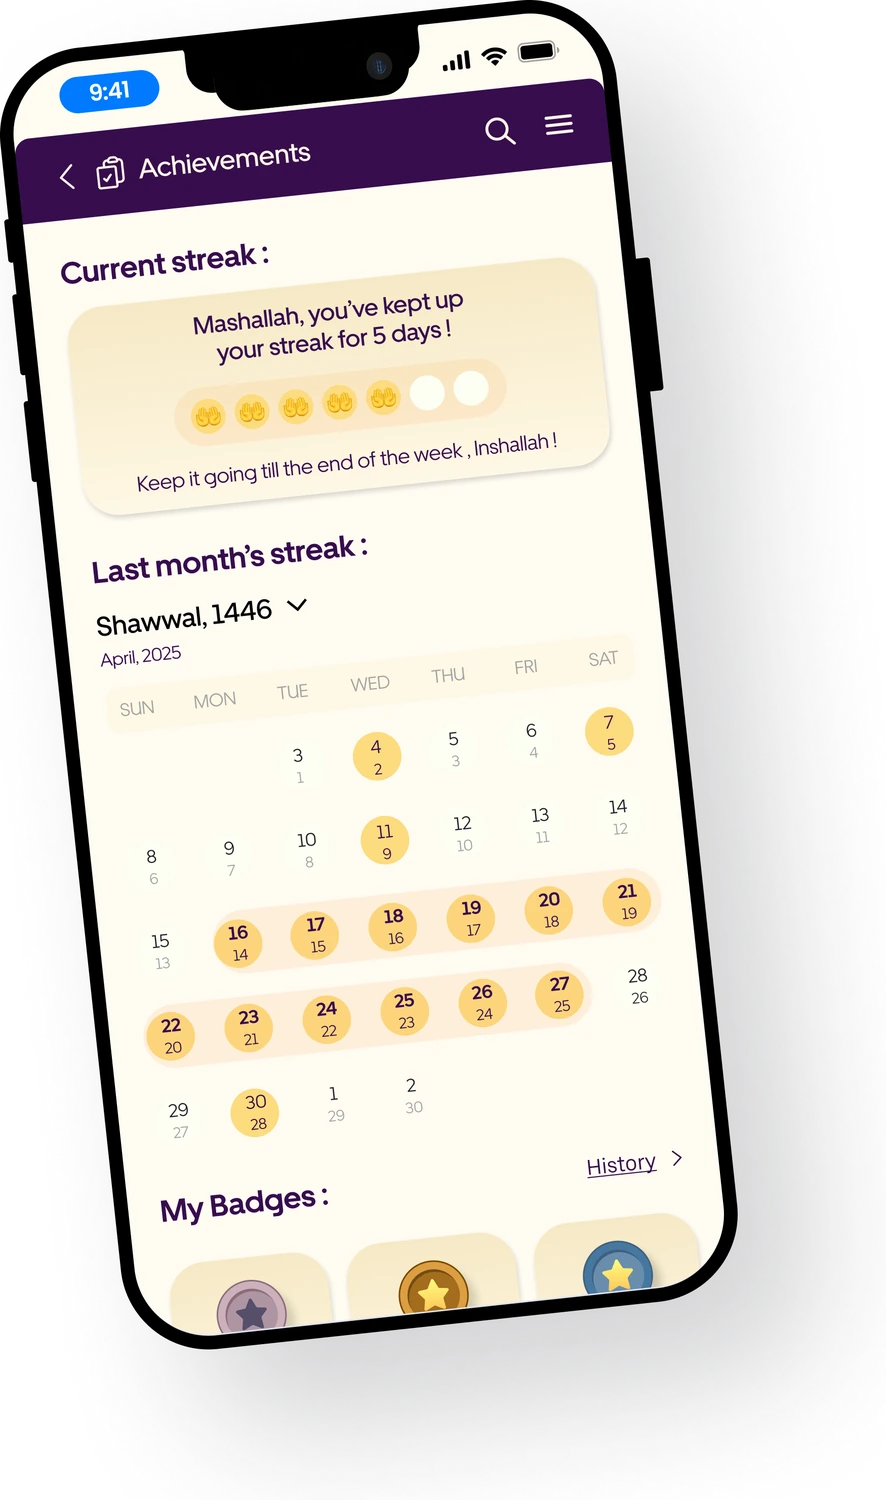 9:41
Achievements
Current streak :
Mashallah, you’ve kept up
your streak for 5 days !
Keep it going till the end of the week , Inshallah !
Last month’s streak :
Shawwal, 1446
April, 2025
SUN MON TUE WED THU FRI SAT
3 4 5 6 7
1 2 3 4 5
8 9 10 11 12 13 14
6 7 8 9 10 11 12
15 16 17 18 19 20 21
13 14 15 16 17 18 19
22 23 24 25 26 27 28
20 21 22 23 24 25 26
29 30 1 2
27 28 29 30
History
My Badges :